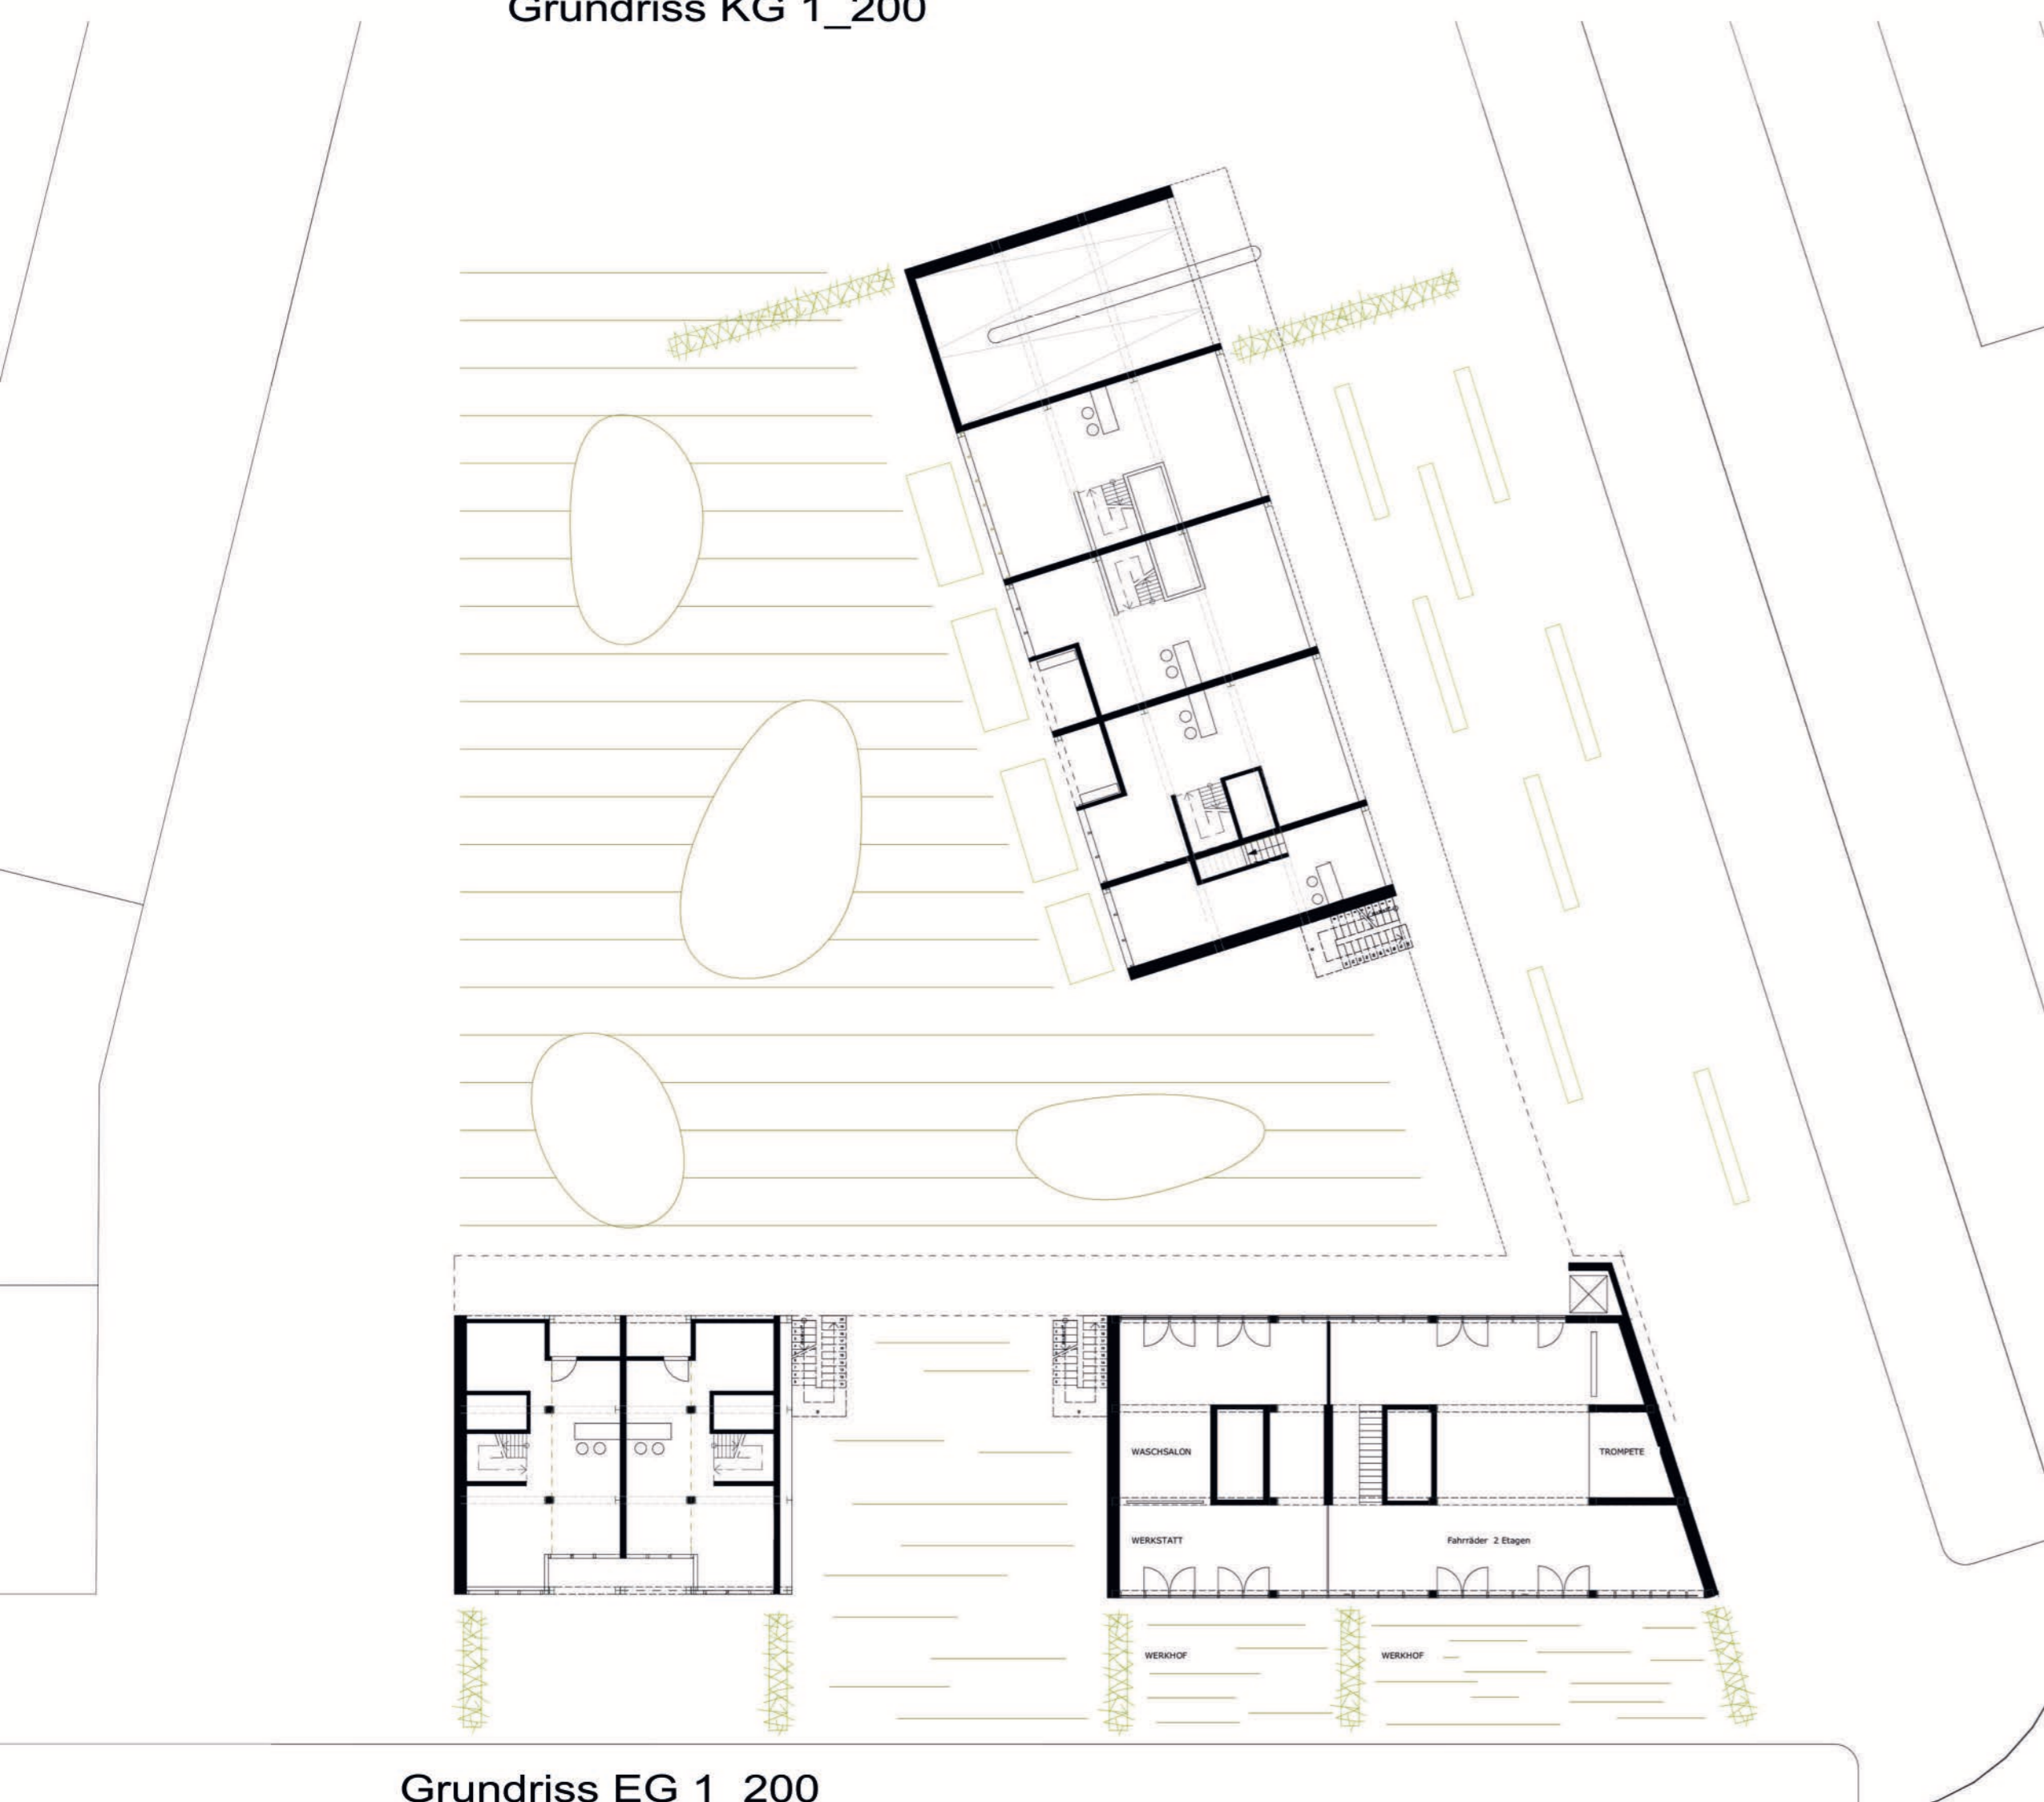 Grundriss KG 1_200
WASCHSALON
TROMPETE
WERKSTATT
Fahrräder 2 Etagen
WERKHOF
WERKHOF
Grundriss EG 1_200